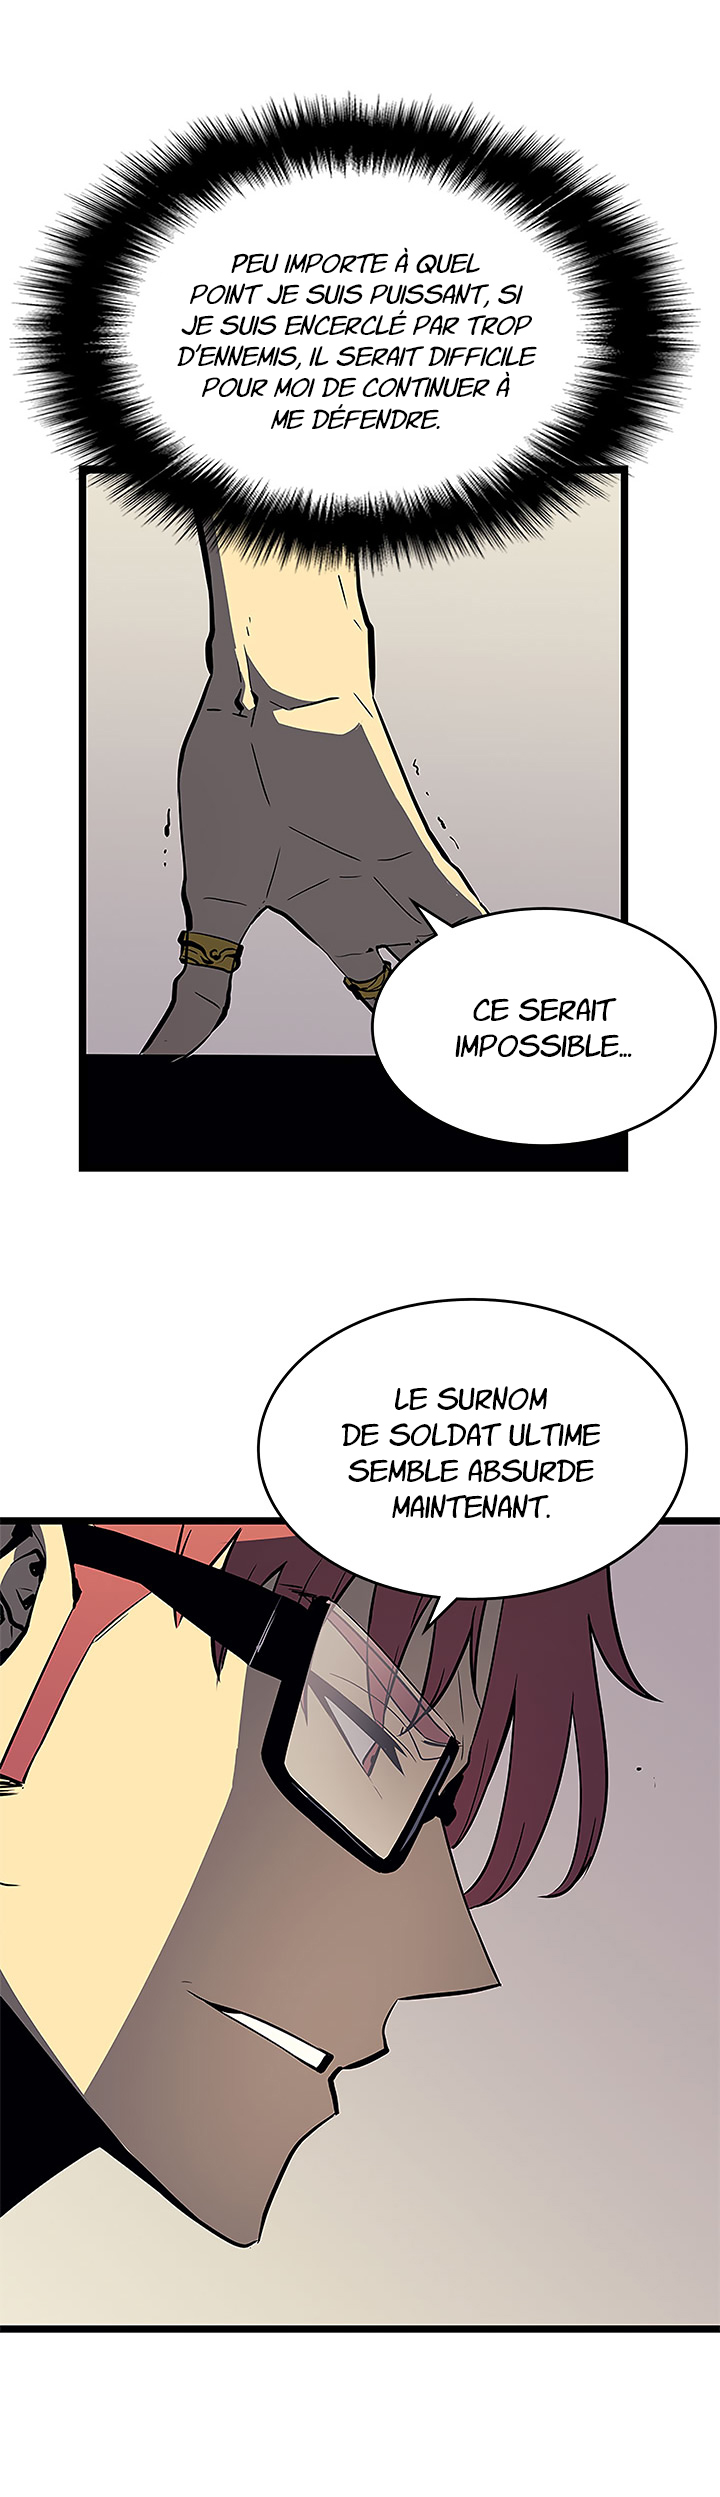 PEU IMPORTE À QUEL
POINT JE SUIS PUISSANT, SI
JE SUIS ENCERCLÉ PAR TROP
D'ENNEMIS, IL SERAIT DIFFICILE
POUR MOI DE CONTINUER À
ME DÉFENDRE.
CE SERAIT
IMPOSSIBLE...
LE SURNOM
DE SOLDAT ULTIME
SEMBLE ABSURDE
MAINTENANT.